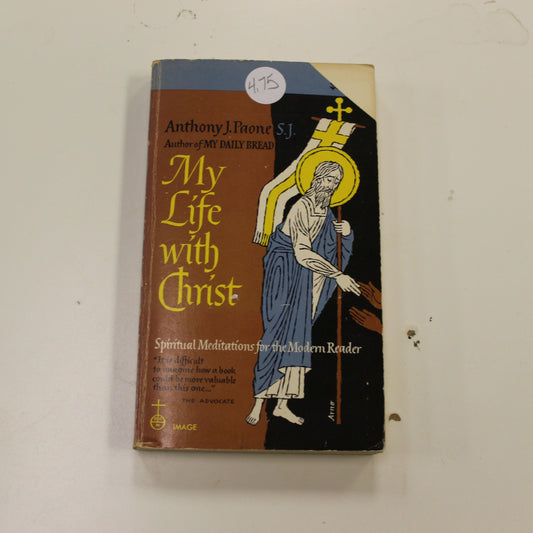 4.75
Anthony J. Paone S.J.
Author of MY DAILY BREAD
My
Life
with
Christ
Spiritual Meditations for the Modern Reader
"It is difficult
to imagine how a book
could be more valuable
than this one..."
THE ADVOCATE
IMAGE
Arno